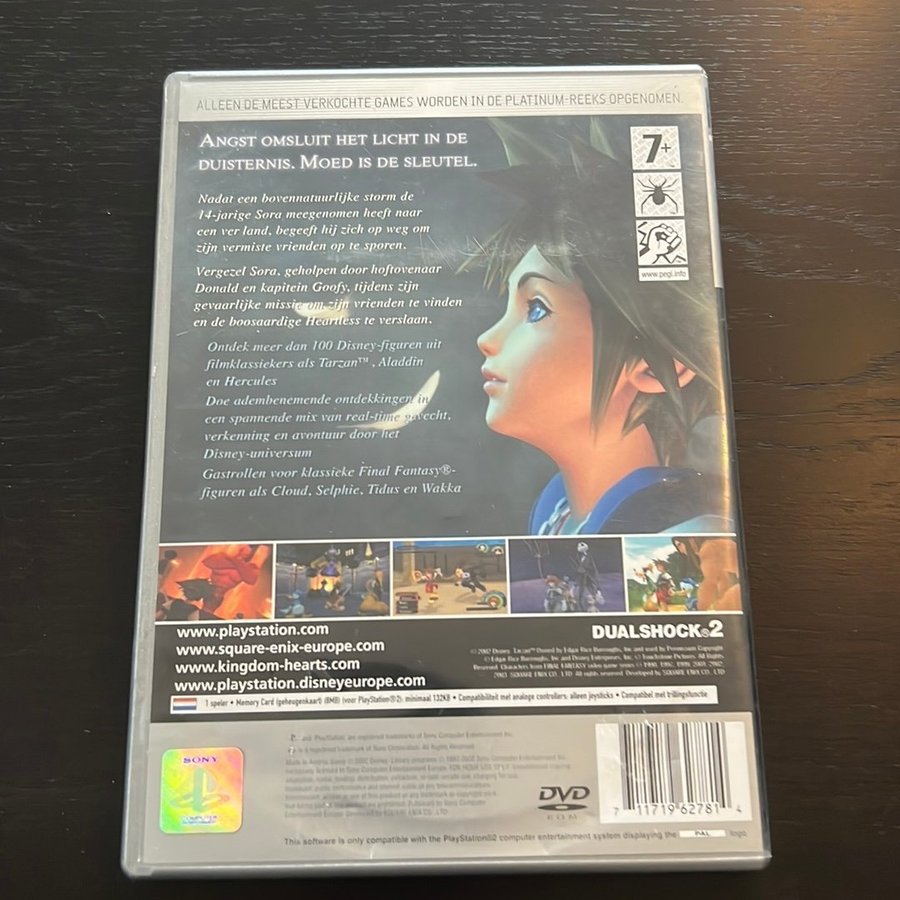 ALLEEN DE MEEST VERKOCHTE GAMES WORDEN IN DE PLATINUM-REEKS OPGENOMEN.
ANGST OMSLUIT HET LICHT IN DE
DUISTERNIS. MOED IS DE SLEUTEL.
7+
Nadat een bovennatuurlijke storm de
14-jarige Sora meegenomen heeft naar
een ver land, begeeft hij zich op weg om
zijn vermiste vrienden op te sporen.
www.pegi.info
Vergezel Sora, geholpen door hoftovenaar
Donald en kapitein Goofy, tijdens zijn
gevaarlijke missie om zijn vrienden te vinden
en de boosaardige Heartless te verslaan.
Ontdek meer dan 100 Disney-figuren uit
filmklassiekers als Tarzan™, Aladdin
en Hercules
Doe adembenemende ontdekkingen in
een spannende mix van real-time gevecht,
verkenning en avontuur door het
Disney-universum
Gastrollen voor klassieke Final Fantasy®-
figuren als Cloud, Selphie, Tidus en Wakka
www.playstation.com
www.square-enix-europe.com
www.kingdom-hearts.com
www.playstation.disneyeurope.com
DUALSHOCK®2
1 speler • Memory Card (geheugenkaart) (8MB) (voor PlayStation®2): minimaal 132KB • Compatibiliteit met analoge controllers: alleen joysticks • Compatibel met trillingsfunctie
SONY
COMPUTER
DVD
ROM
7 11719 62781 4
This software is only compatible with the PlayStation®2 computer entertainment system displaying the PAL logo